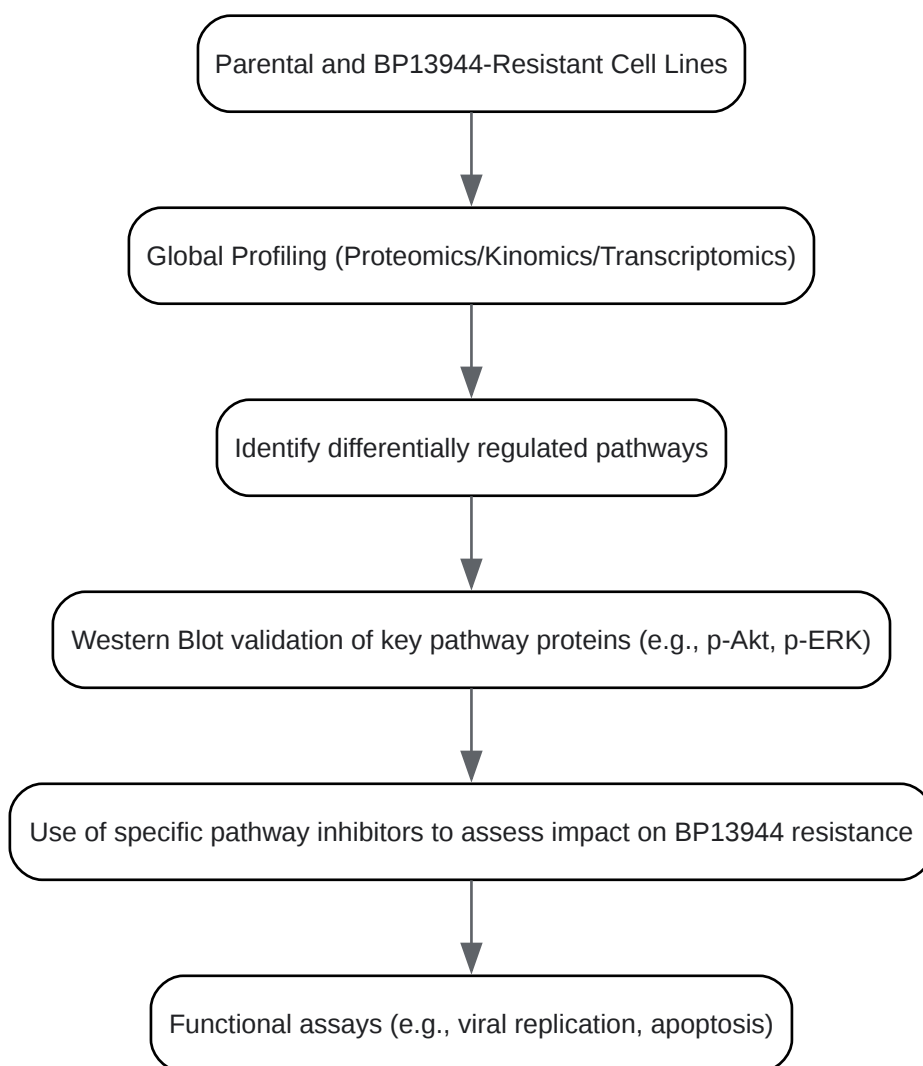 Parental and BP13944-Resistant Cell Lines
Global Profiling (Proteomics/Kinomics/Transcriptomics)
Identify differentially regulated pathways
Western Blot validation of key pathway proteins (e.g., p-Akt, p-ERK)
Use of specific pathway inhibitors to assess impact on BP13944 resistance
Functional assays (e.g., viral replication, apoptosis)